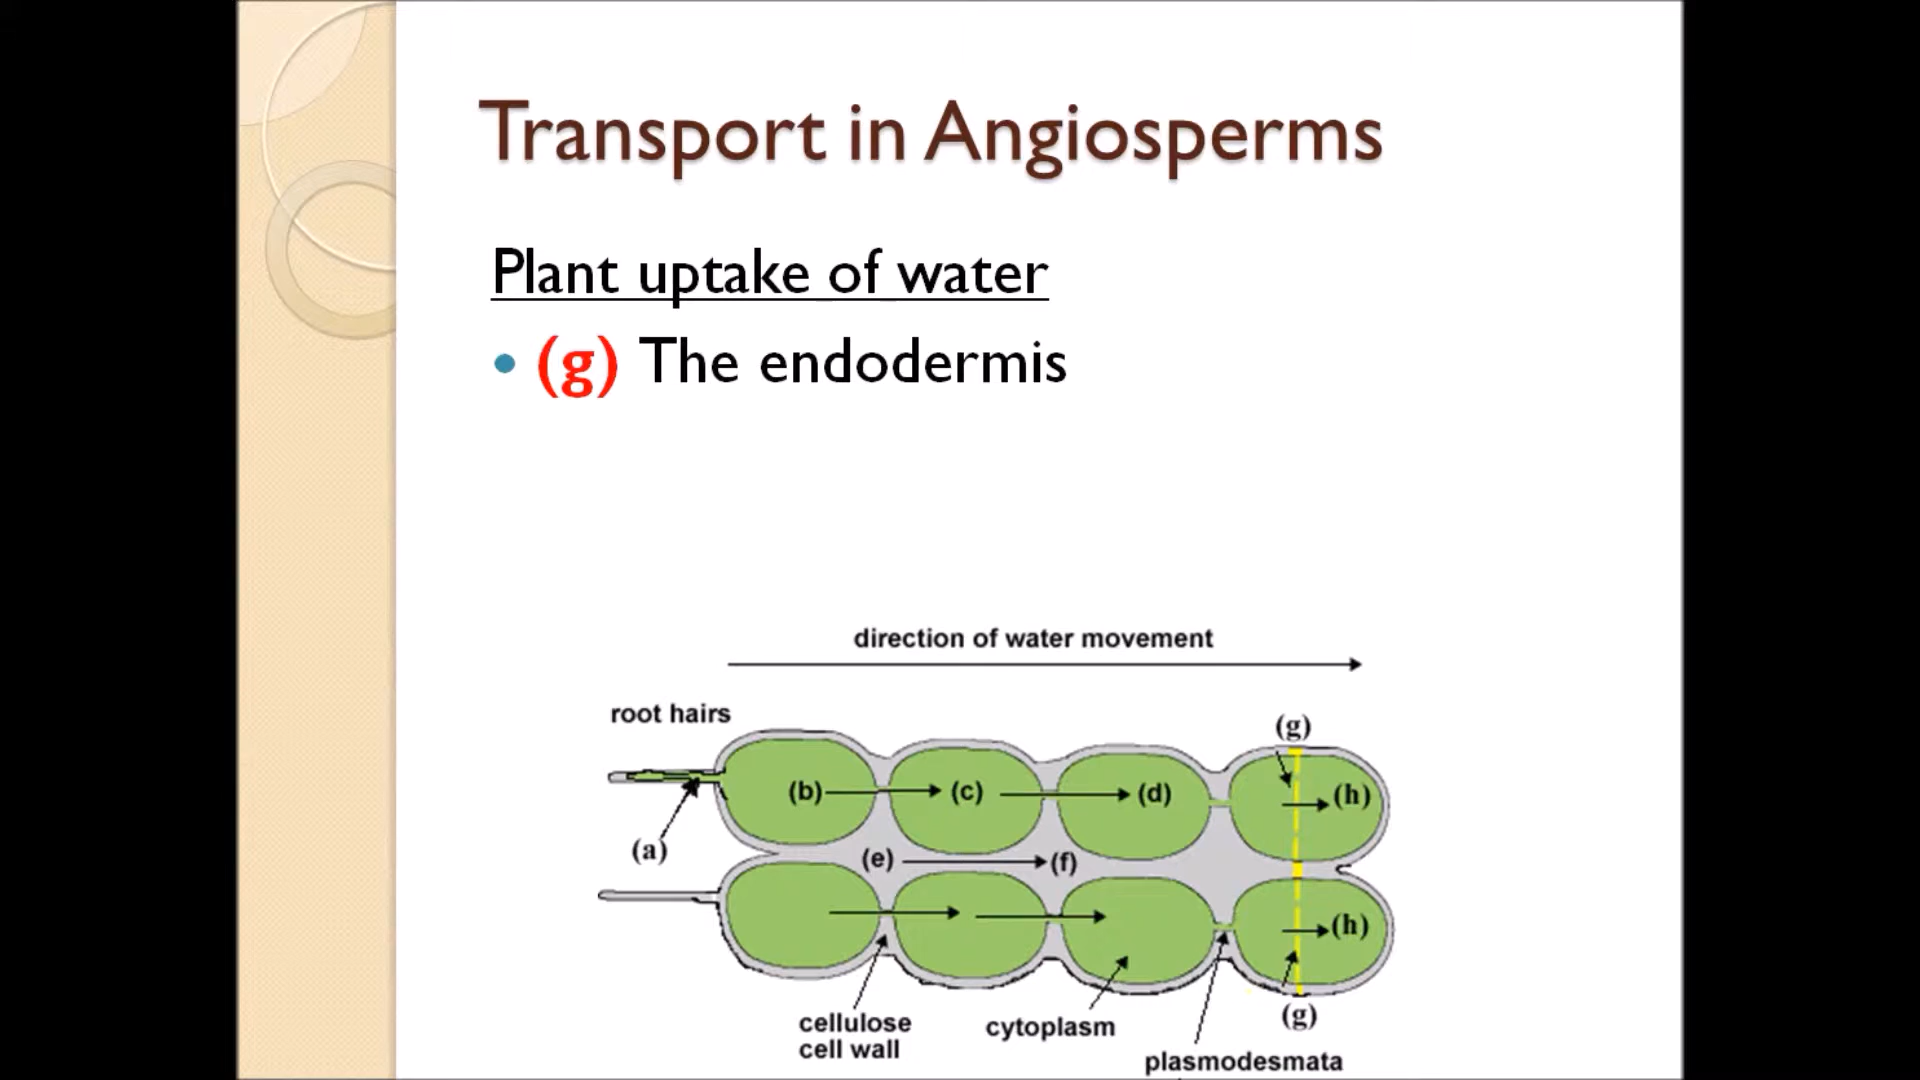 Transport in Angiosperms
Plant uptake of water
• (g) The endodermis
direction of water movement
root hairs
(g)
(b) (c) (d) (h)
(a)
(e) (f)
(h)
(g)
cellulose
cell wall
cytoplasm
plasmodesmata